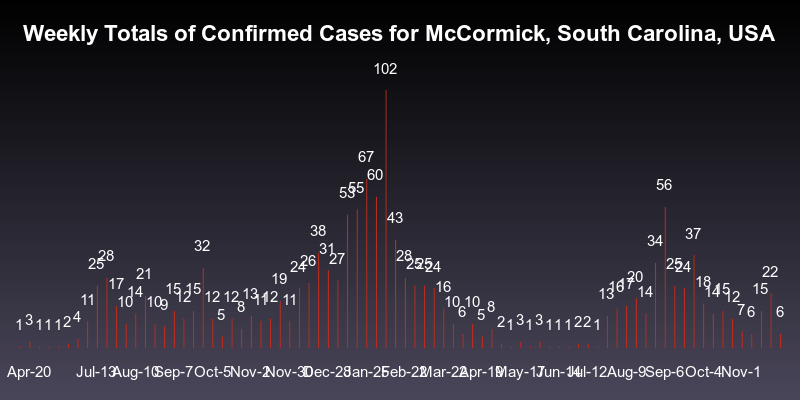 Weekly Totals of Confirmed Cases for McCormick, South Carolina, USA
1 3 1 1 1 2 4 11 25 28 17 10 14 21 10 9 15 12 15 32 12 5 12 8 13 11 12 19 11 24 26 38 31 27 53 55 67 60 102 43 28 25 25 24 16 10 6 10 5 8 2 1 3 1 3 1 1 1 2 2 1 13 16 17 20 14 34 56 25 24 37 18 14 15 12 7 6 15 22 6
Apr-20 Jul-13 Aug-10 Sep-7 Oct-5 Nov-2 Nov-30 Dec-28 Jan-25 Feb-22 Mar-22 Apr-19 May-17 Jun-14 Jul-12 Aug-9 Sep-6 Oct-4 Nov-1